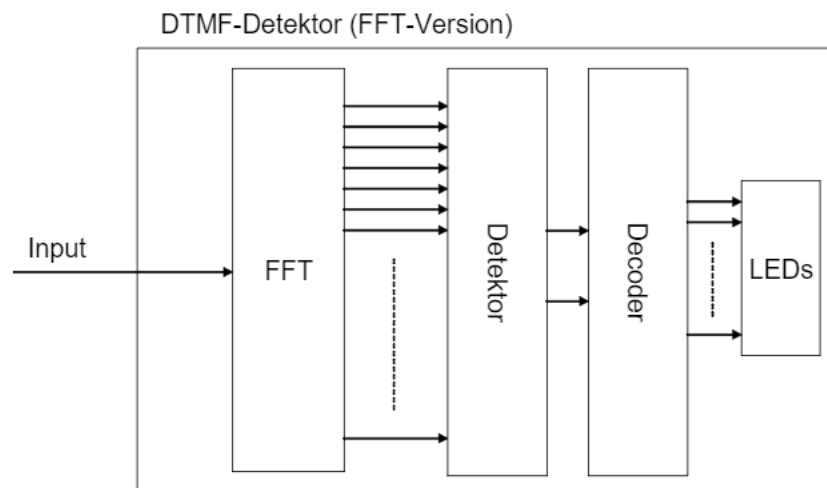 DTMF-Detektor (FFT-Version)
Input
FFT
Detektor
Decoder
LEDs